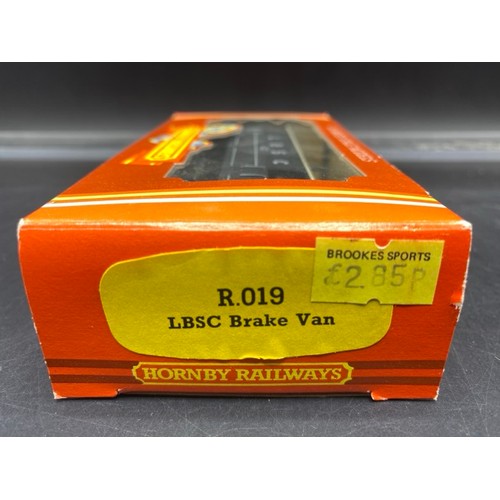 BROOKES SPORTS
£2.85p
R.019
LBSC Brake Van
HORNBY RAILWAYS